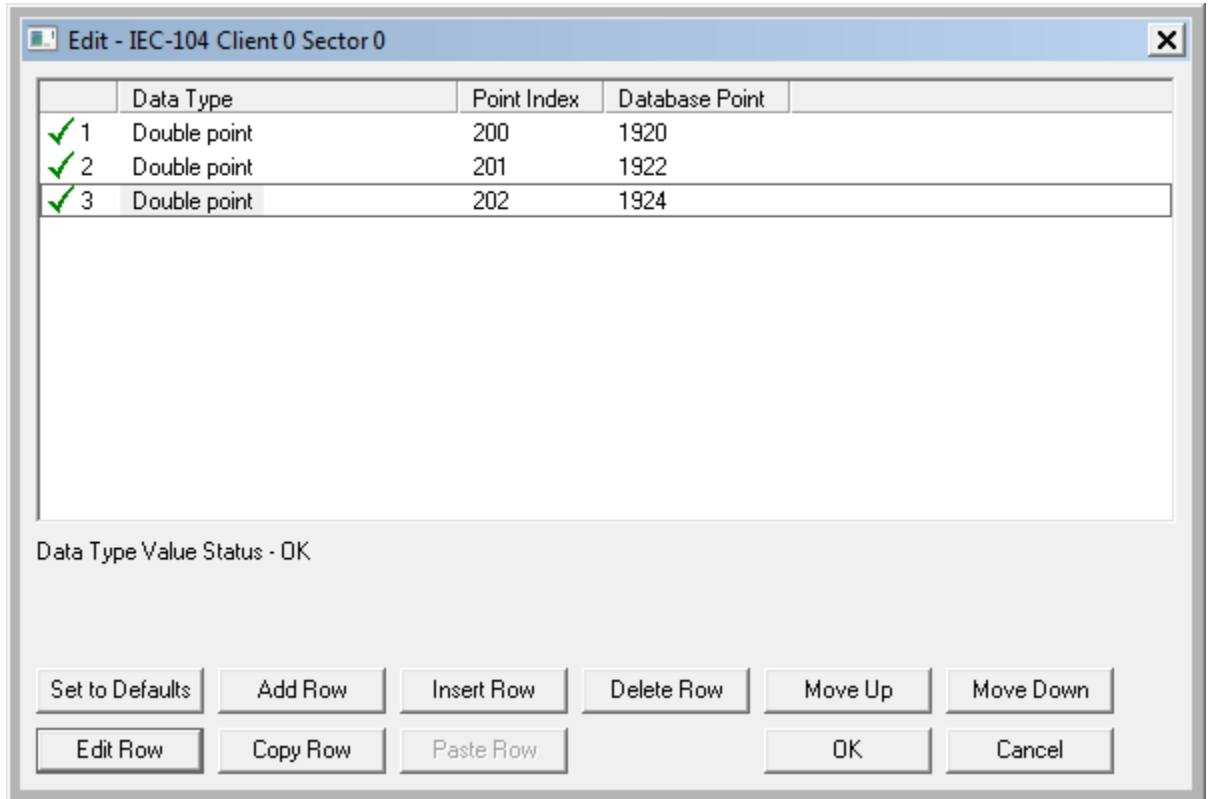 Edit - IEC-104 Client 0 Sector 0
Data Type Point Index Database Point
1 Double point 200 1920
2 Double point 201 1922
3 Double point 202 1924
Data Type Value Status - OK
Set to Defaults Add Row Insert Row Delete Row Move Up Move Down
Edit Row Copy Row Paste Row OK Cancel